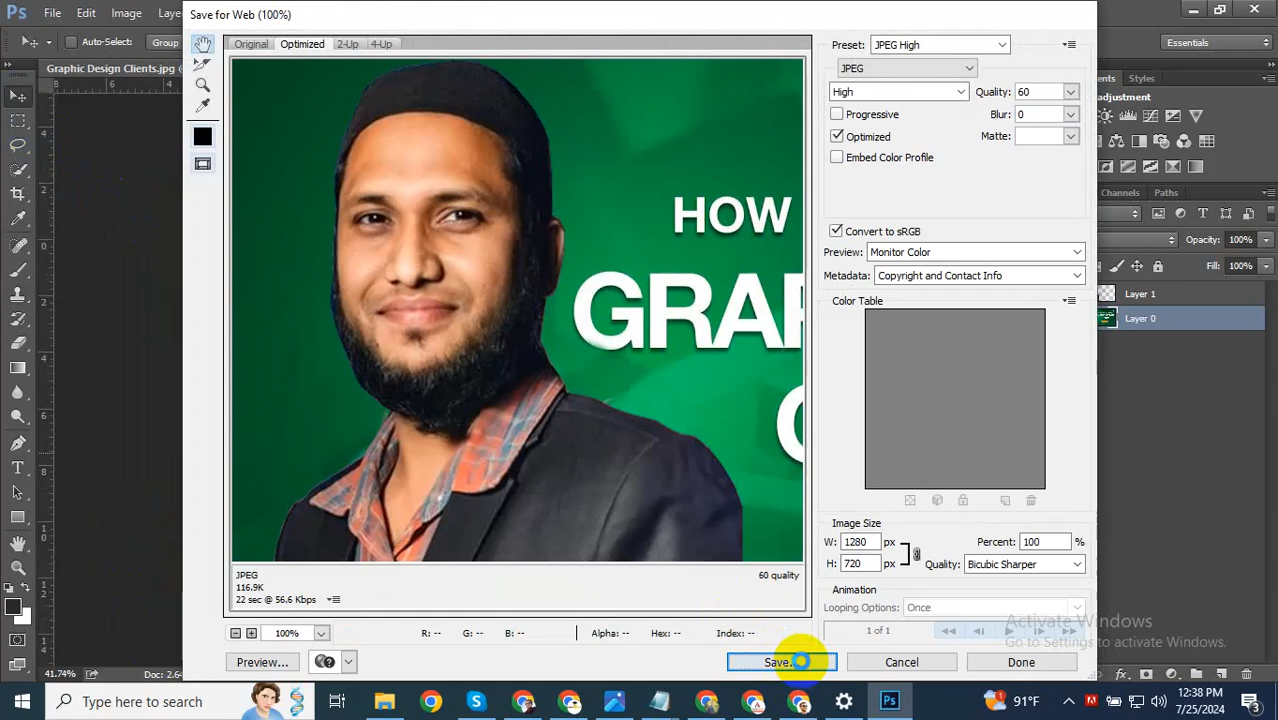 Ps File Edit Image Laye
Save for Web (100%)
Auto-Select: Group
Essentials
Graphic Design Clients.jpg
Original Optimized 2-Up 4-Up
Preset: JPEG High
JPEG
High Quality: 60
Progressive Blur: 0
Optimized Matte:
Embed Color Profile
Convert to sRGB
Preview: Monitor Color
Metadata: Copyright and Contact Info
Color Table
HOW
GRAP
Styles
adjustment
Channels Paths
Opacity: 100%
Fill: 100%
Layer 1
Layer 0
Image Size
W: 1280 px Percent: 100 %
H: 720 px Quality: Bicubic Sharper
Animation
Looping Options: Once
1 of 1
JPEG 60 quality
116.9K
22 sec @ 56.6 Kbps
100% R: -- G: -- B: -- Alpha: -- Hex: -- Index: --
Preview... Save... Cancel Done
Activate Windows
Go to Settings to activate Windows.
41.74% Doc: 2.64
Type here to search
91°F
12:38 PM
7/25/2024